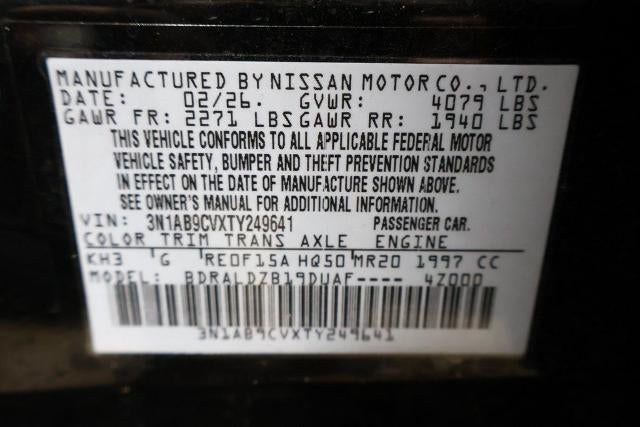 MANUFACTURED BY NISSAN MOTOR CO., LTD.
DATE: 02/26. GVWR: 4079 LBS
GAWR FR: 2271 LBS GAWR RR: 1940 LBS
THIS VEHICLE CONFORMS TO ALL APPLICABLE FEDERAL MOTOR
VEHICLE SAFETY, BUMPER AND THEFT PREVENTION STANDARDS
IN EFFECT ON THE DATE OF MANUFACTURE SHOWN ABOVE.
SEE OWNER'S MANUAL FOR ADDITIONAL INFORMATION.
VIN: 3N1AB9CVXTY249641 PASSENGER CAR.
COLOR TRIM TRANS AXLE ENGINE
KH3 G RE0F15A HQ50 MR20 1997 CC
MODEL: BDRALDZB19DUAF---- 4Z000
3N1AB9CVXTY249641